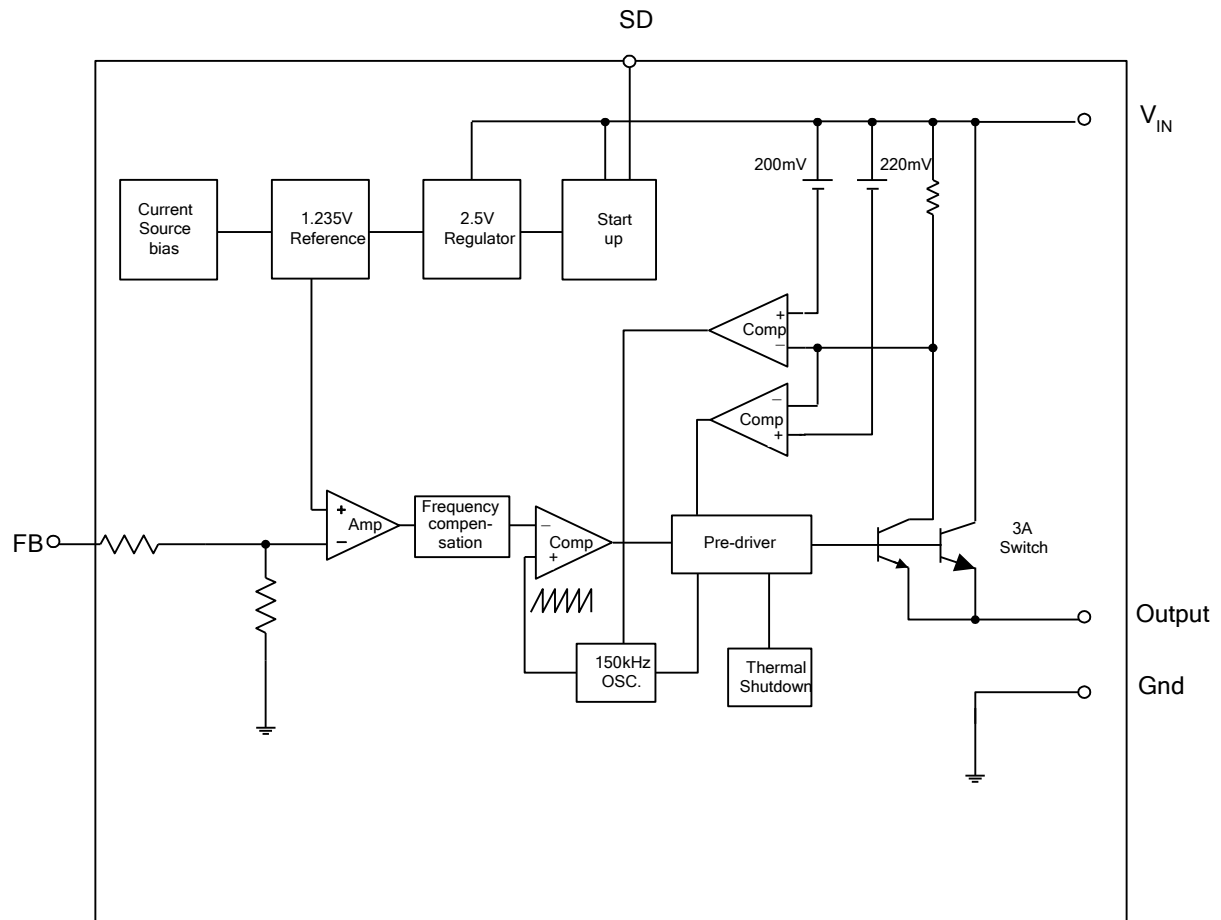 SD
V_IN
200mV
220mV
Current
Source
bias
1.235V
Reference
2.5V
Regulator
Start
up
+
Comp
−
−
Comp
+
FB
+
Amp
−
Frequency
compen-
sation
−
Comp
+
Pre-driver
3A
Switch
Output
150kHz
OSC.
Thermal
Shutdown
Gnd